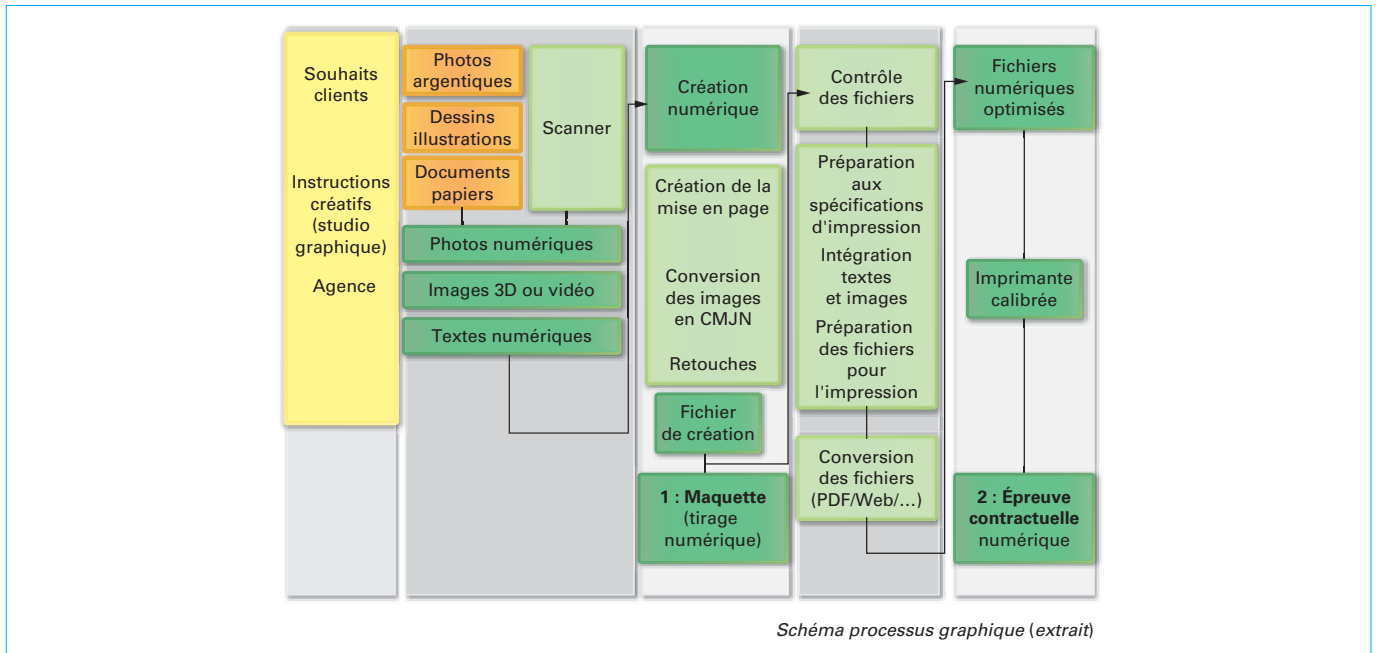 Souhaits
clients
Instructions
créatifs
(studio
graphique)
Agence
Photos
argentiques
Dessins
illustrations
Documents
papiers
Scanner
Photos numériques
Images 3D ou vidéo
Textes numériques
Création
numérique
Création de la
mise en page
Conversion
des images
en CMJN
Retouches
Fichier
de création
1 : Maquette
(tirage
numérique)
Contrôle
des fichiers
Préparation
aux
spécifications
d'impression
Intégration
textes
et images
Préparation
des fichiers
pour
l'impression
Conversion
des fichiers
(PDF/Web/...)
Fichiers
numériques
optimisés
Imprimante
calibrée
2 : Épreuve
contractuelle
numérique
Schéma processus graphique (extrait)